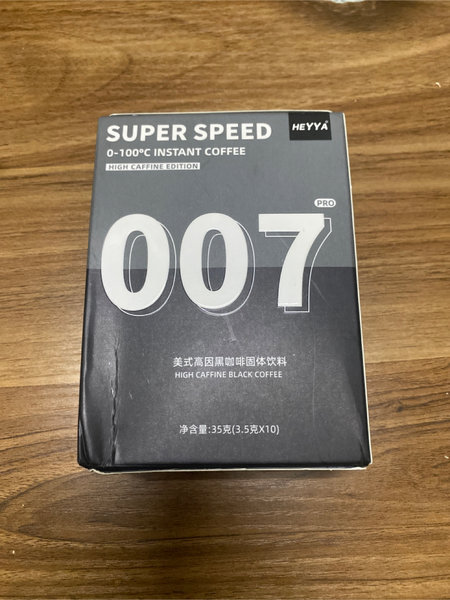 SUPER SPEED
HEYYA®
0-100°C INSTANT COFFEE
HIGH CAFFINE EDITION
PRO
007
美式高因黑咖啡固体饮料
HIGH CAFFINE BLACK COFFEE
净含量:35克(3.5克X10)